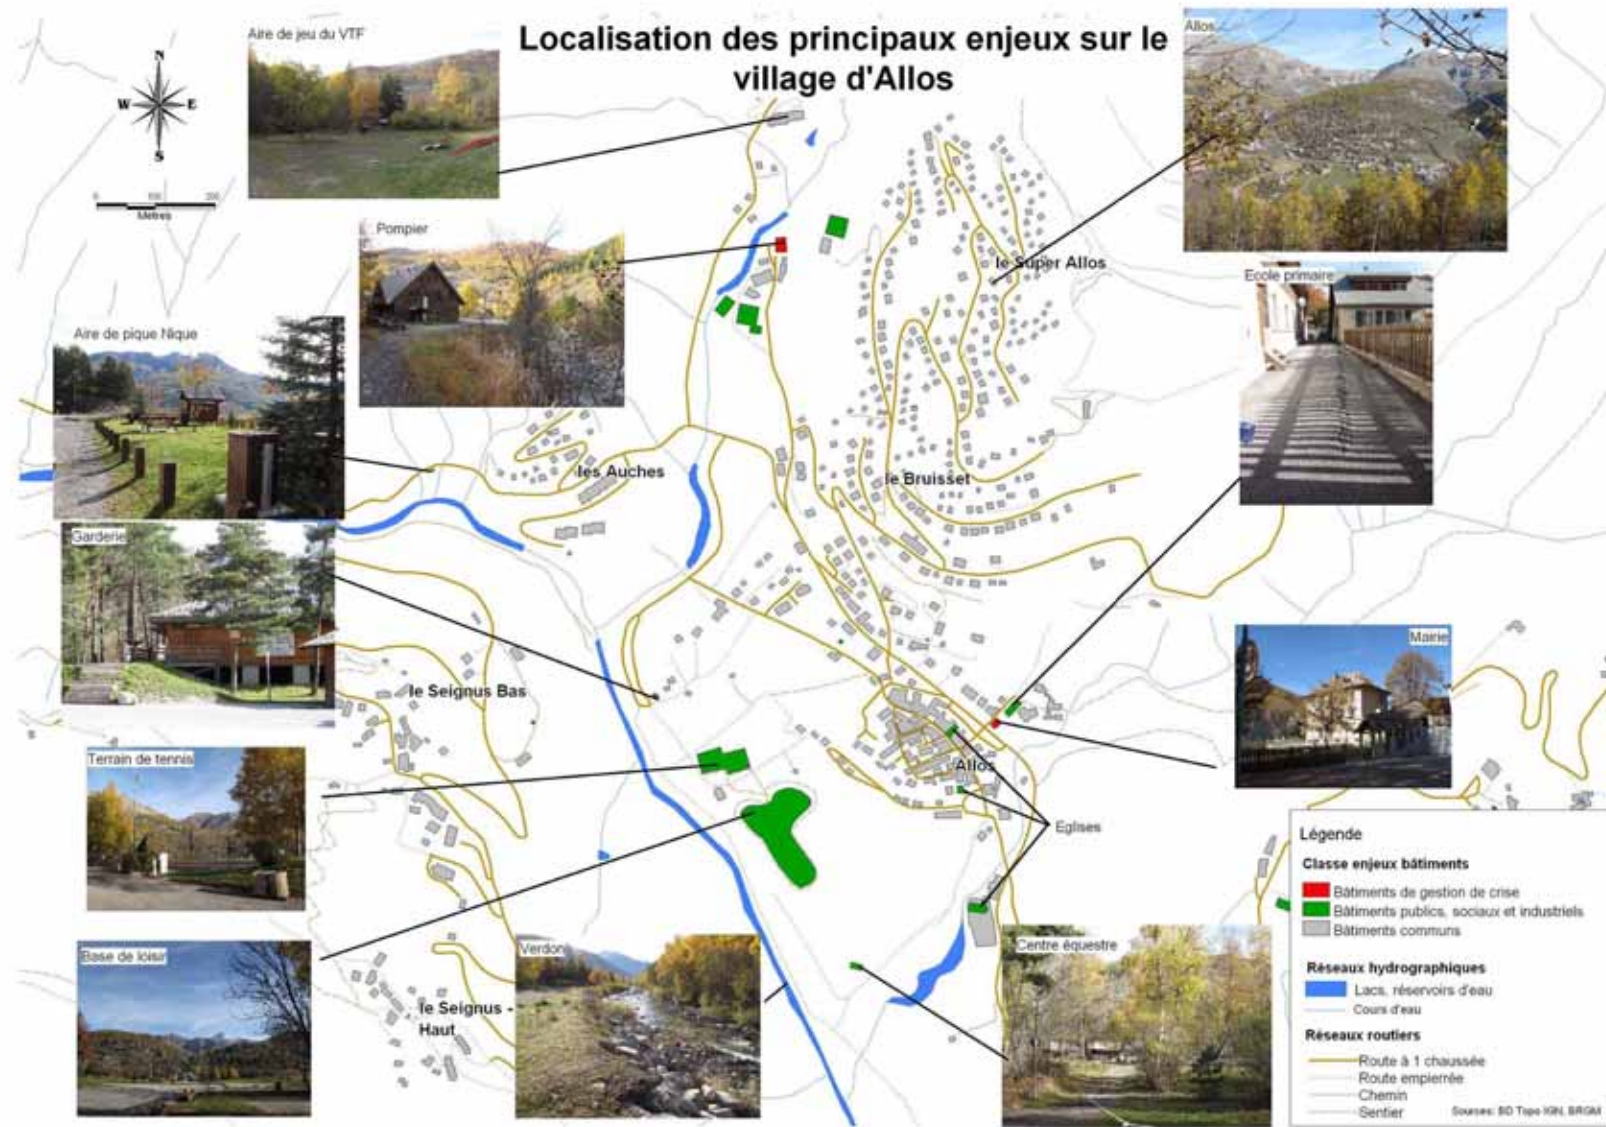 Localisation des principaux enjeux sur le
village d'Allos
Aire de jeu du VTF
Allos
N
W
E
S
0
100
200
Mètres
Pompier
le Super Allos
Ecole primaire
Aire de pique Nique
les Auches
le Bruisset
Garderie
le Seignus Bas
Mairie
Terrain de tennis
Allos
Eglises
Base de loisir
Verdon
Centre équestre
le Seignus -
Haut
Légende
Classe enjeux bâtiments
Bâtiments de gestion de crise
Bâtiments publics, sociaux et industriels
Bâtiments communs
Réseaux hydrographiques
Lacs, réservoirs d'eau
Cours d'eau
Réseaux routiers
Route à 1 chaussée
Route empierrée
Chemin
Sentier
Sources: BD Topo IGN, BRGM